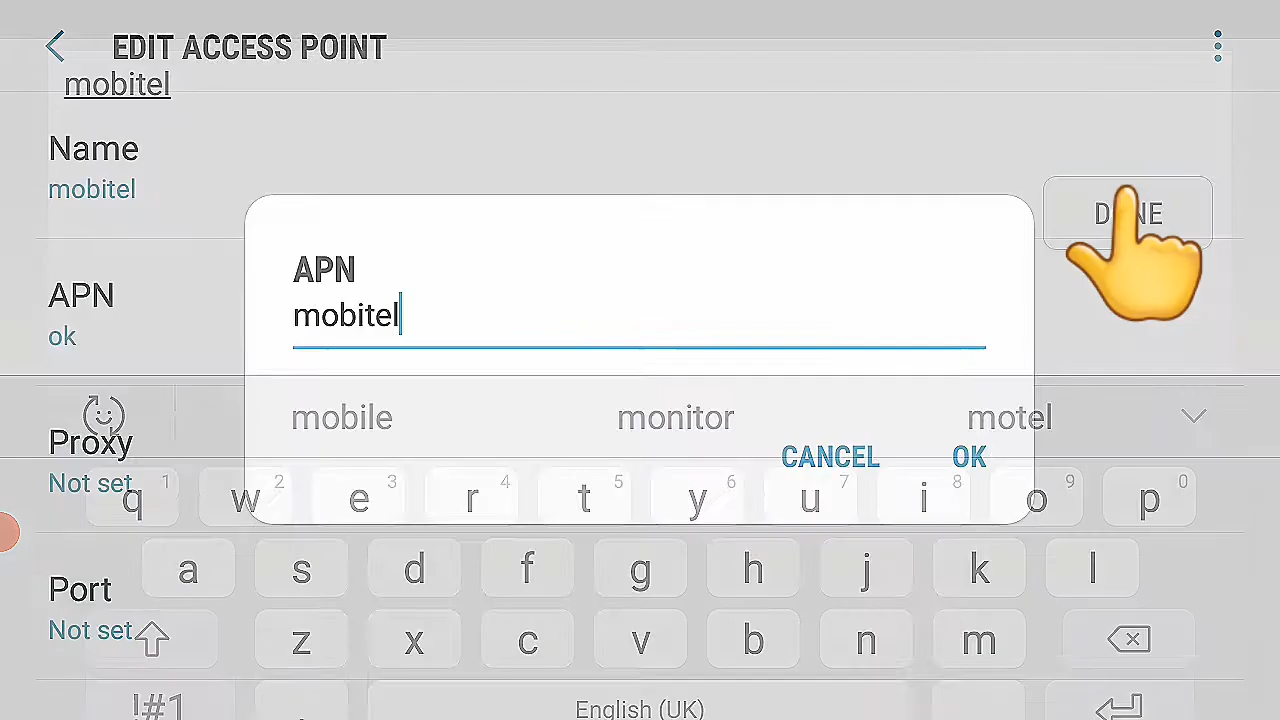 EDIT ACCESS POINT
mobitel
Name
mobitel
DONE
APN
mobitel
APN
ok
mobile monitor motel
Proxy
CANCEL OK
Not set
q 1 w 2 e 3 r 4 t 5 y 6 u 7 i 8 o 9 p 0
a s d f g h j k l
Port
Not set
z x c v b n m
!#1 , English (UK)